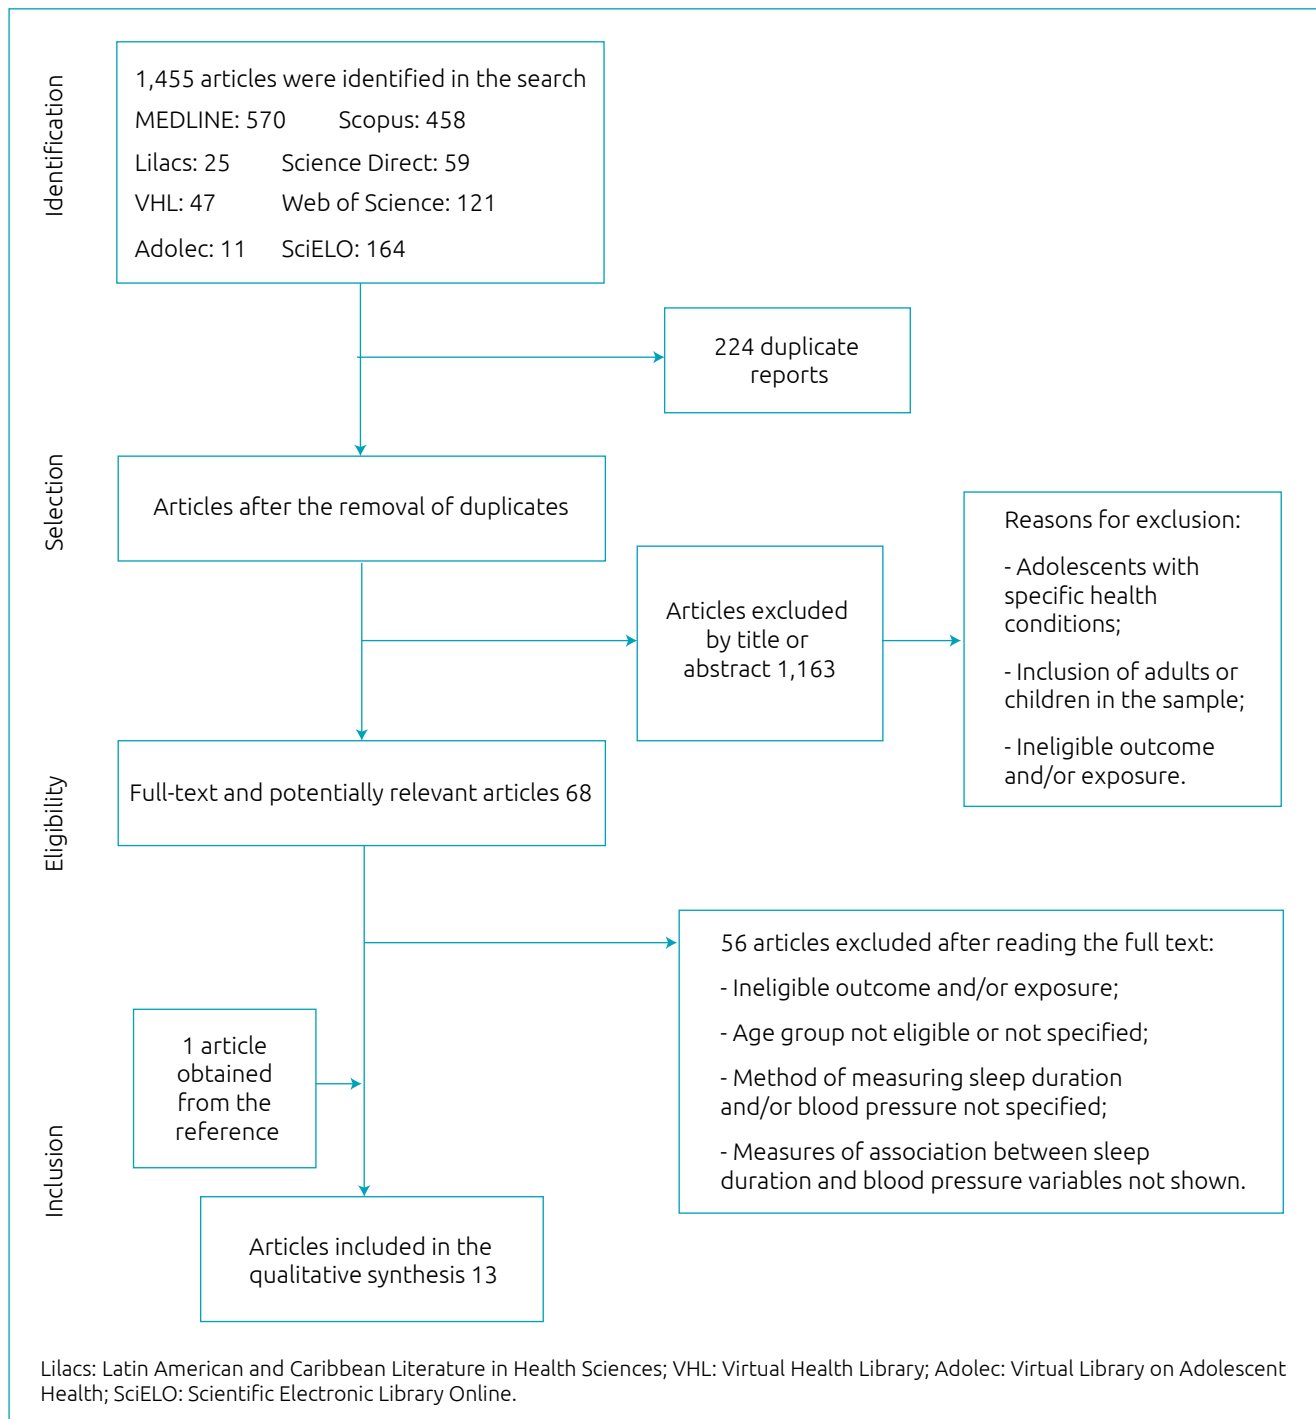 Identification
1,455 articles were identified in the search
MEDLINE: 570 Scopus: 458
Lilacs: 25 Science Direct: 59
VHL: 47 Web of Science: 121
Adolec: 11 SciELO: 164
224 duplicate
reports
Selection
Articles after the removal of duplicates
Articles excluded
by title or
abstract 1,163
Reasons for exclusion:
- Adolescents with
specific health
conditions;
- Inclusion of adults or
children in the sample;
- Ineligible outcome
and/or exposure.
Eligibility
Full-text and potentially relevant articles 68
56 articles excluded after reading the full text:
- Ineligible outcome and/or exposure;
- Age group not eligible or not specified;
- Method of measuring sleep duration
and/or blood pressure not specified;
- Measures of association between sleep
duration and blood pressure variables not shown.
1 article
obtained
from the
reference
Inclusion
Articles included in the
qualitative synthesis 13
Lilacs: Latin American and Caribbean Literature in Health Sciences; VHL: Virtual Health Library; Adolec: Virtual Library on Adolescent
Health; SciELO: Scientific Electronic Library Online.